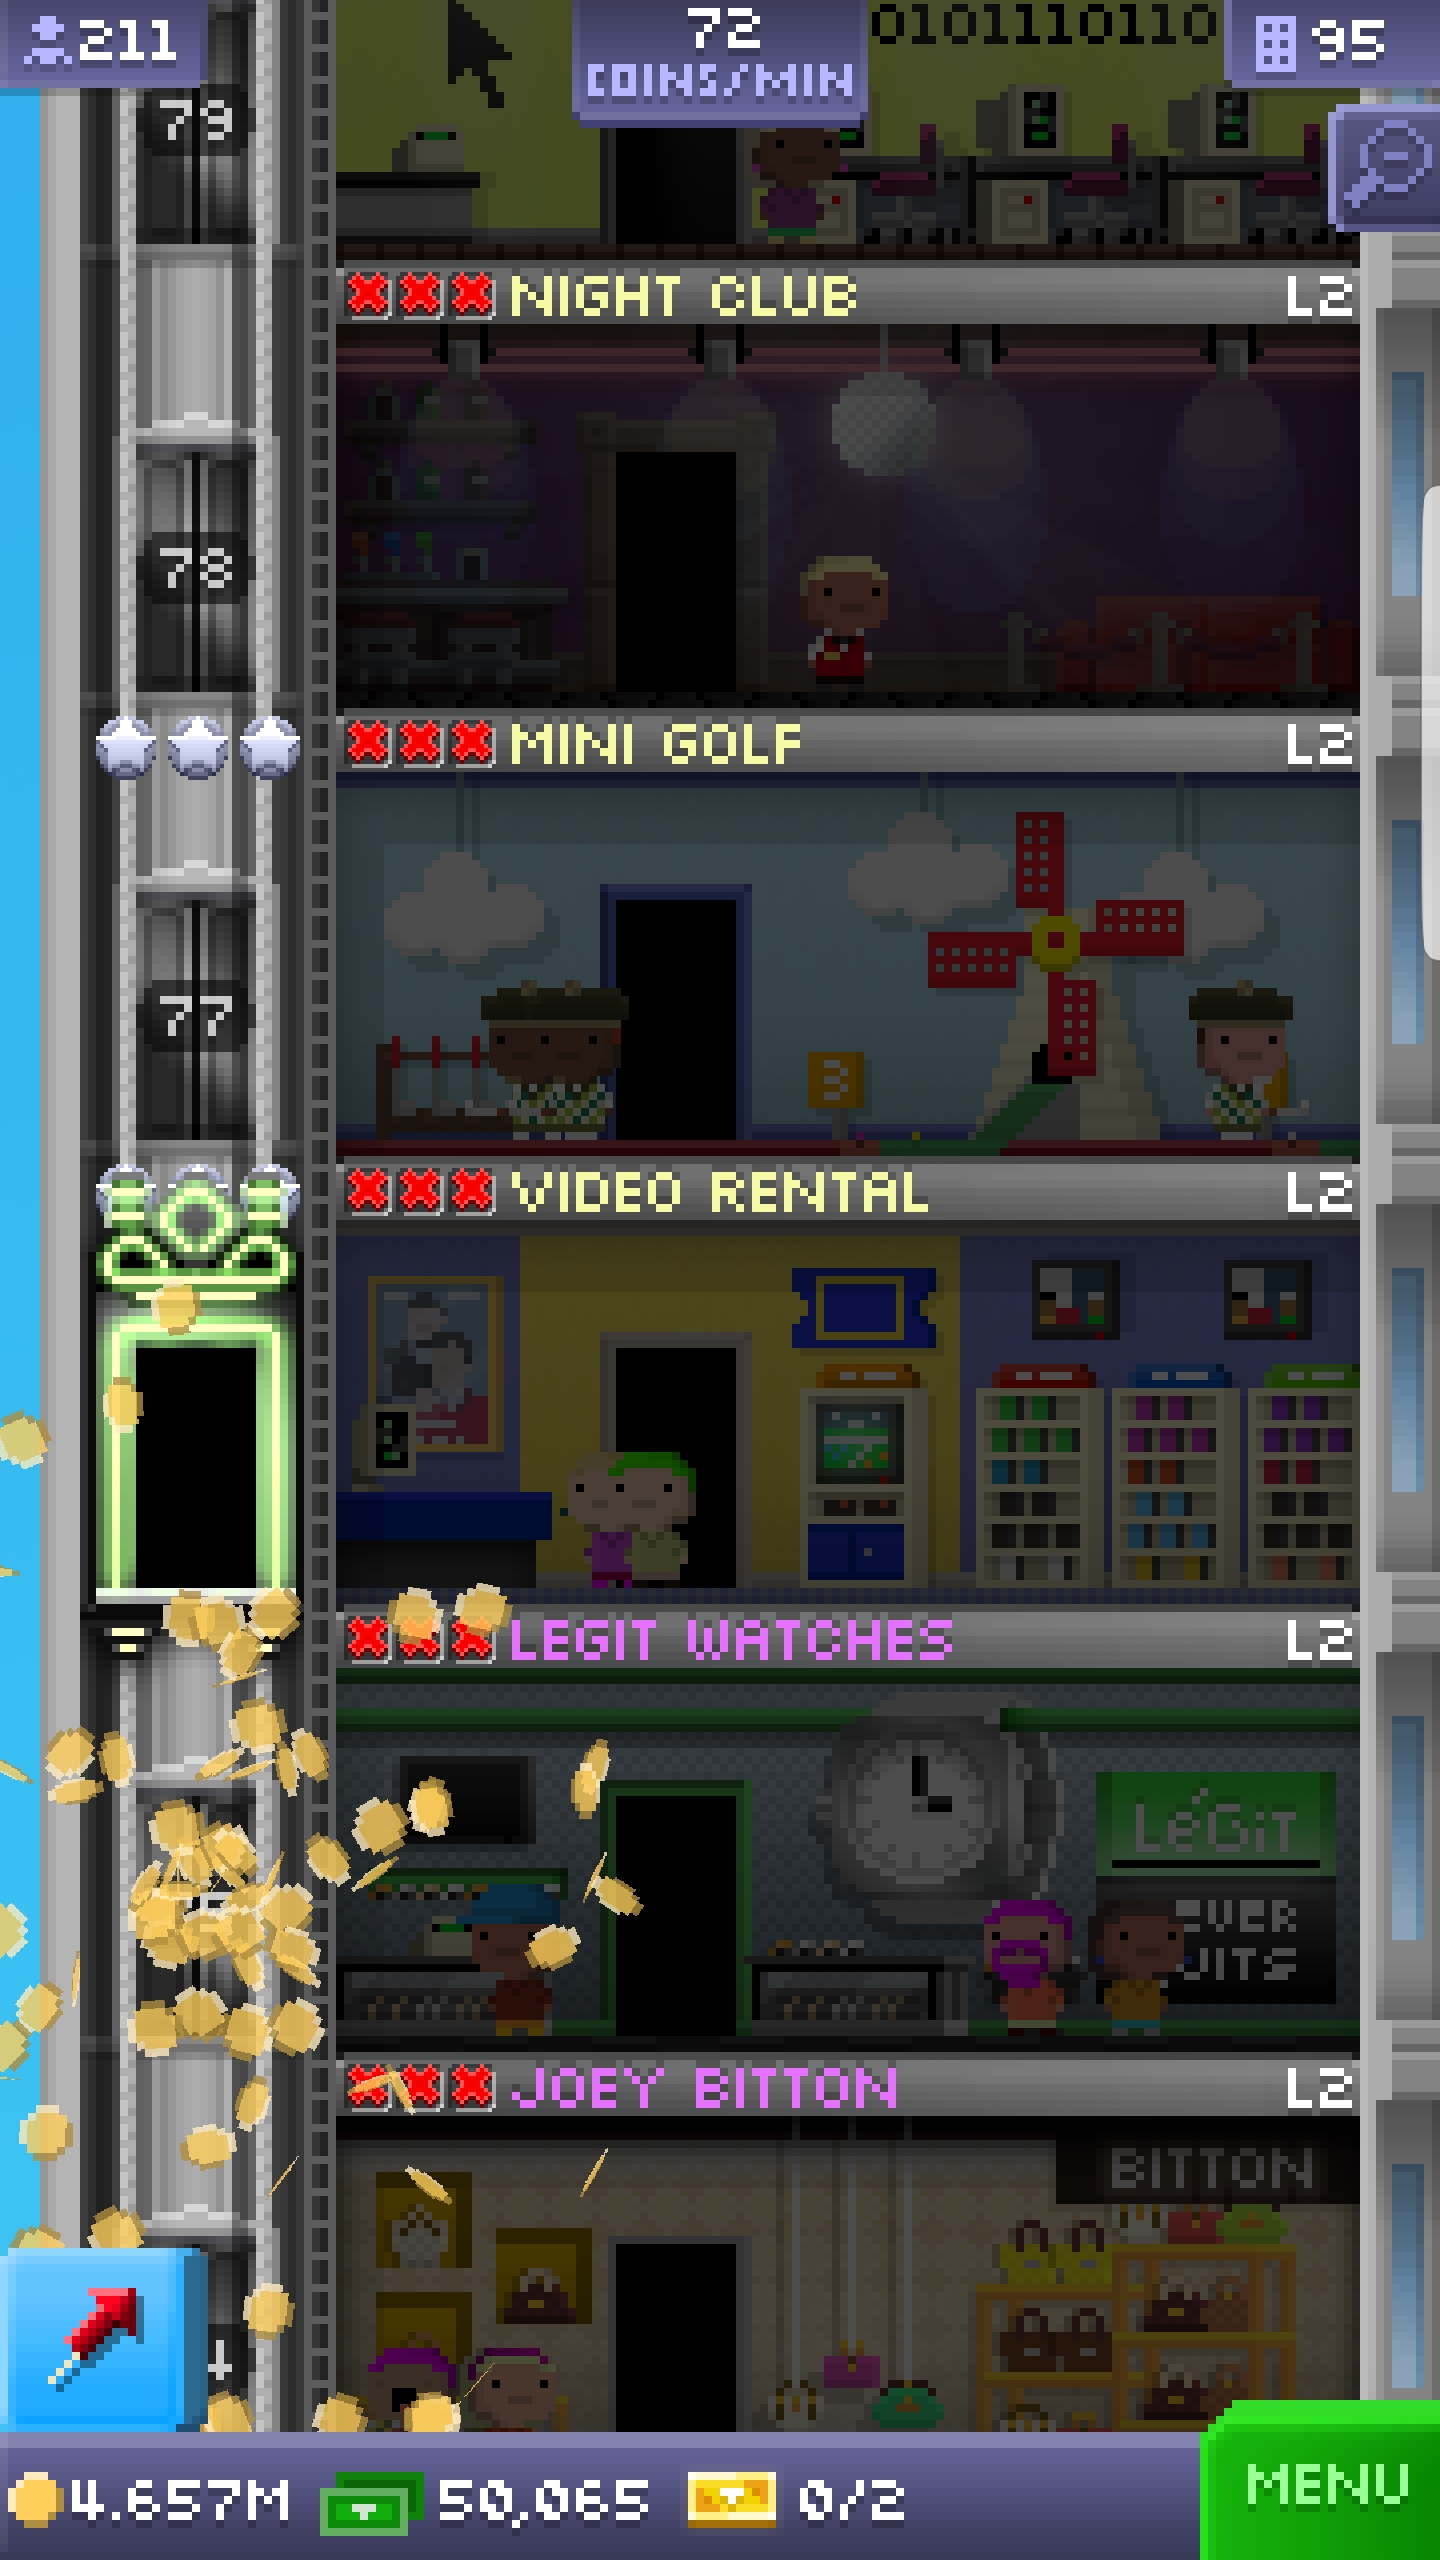 211
72
COINS/MIN
0101110110
95
79
NIGHT CLUB L2
78
MINI GOLF L2
77
3
VIDEO RENTAL L2
LEGIT WATCHES L2
LéGiT
JOEY BITTON L2
BITTON
4.657M 50,065 0/2
MENU